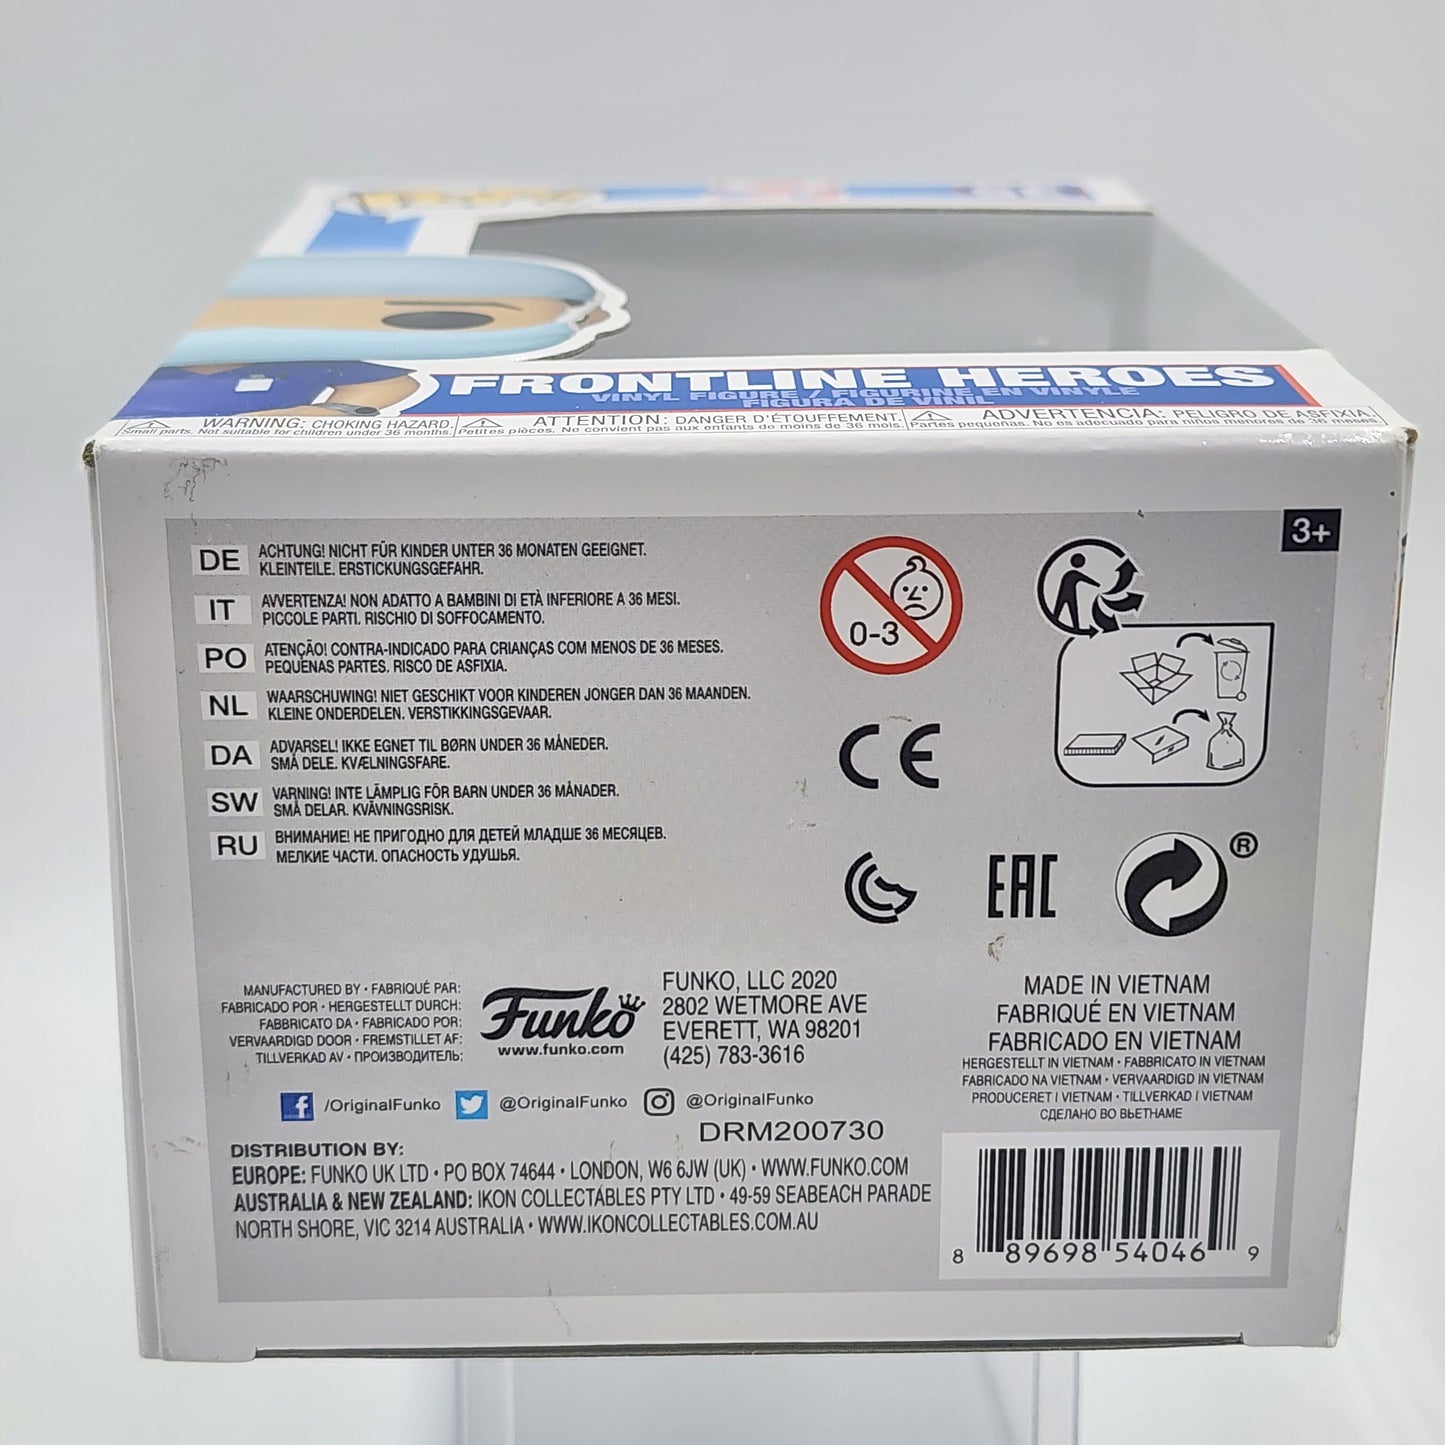 FRONTLINE HEROES
VINYL FIGURE / FIGURINE EN VINYLE
FIGURA DE VINIL
WARNING: CHOKING HAZARD.
Small parts. Not suitable for children under 36 months.
ATTENTION: DANGER D'ÉTOUFFEMENT.
Petites pièces. Ne convient pas aux enfants de moins de 36 mois.
ADVERTENCIA: PELIGRO DE ASFIXIA.
Partes pequeñas. No es adecuado para niños menores de 36 meses
3+
DE ACHTUNG! NICHT FÜR KINDER UNTER 36 MONATEN GEEIGNET.
KLEINTEILE. ERSTICKUNGSGEFAHR.
IT AVVERTENZA! NON ADATTO A BAMBINI DI ETÀ INFERIORE A 36 MESI.
PICCOLE PARTI. RISCHIO DI SOFFOCAMENTO.
PO ATENÇÃO! CONTRA-INDICADO PARA CRIANÇAS COM MENOS DE 36 MESES.
PEQUENAS PARTES. RISCO DE ASFIXIA.
NL WAARSCHUWING! NIET GESCHIKT VOOR KINDEREN JONGER DAN 36 MAANDEN.
KLEINE ONDERDELEN. VERSTIKKINGSGEVAAR.
DA ADVARSEL! IKKE EGNET TIL BØRN UNDER 36 MÅNEDER.
SMÅ DELE. KVÆLNINGSFARE.
SW VARNING! INTE LÄMPLIG FÖR BARN UNDER 36 MÅNADER.
SMÅ DELAR. KVÄVNINGSRISK.
RU ВНИМАНИЕ! НЕ ПРИГОДНО ДЛЯ ДЕТЕЙ МЛАДШЕ 36 МЕСЯЦЕВ.
МЕЛКИЕ ЧАСТИ. ОПАСНОСТЬ УДУШЬЯ.
0-3
CE
EAC
®
MANUFACTURED BY • FABRIQUÉ PAR:
FABRICADO POR • HERGESTELLT DURCH:
FABBRICATO DA • FABRICADO POR:
VERVAARDIGD DOOR • FREMSTILLET AF:
TILLVERKAD AV • ПРОИЗВОДИТЕЛЬ:
Funko
www.funko.com
FUNKO, LLC 2020
2802 WETMORE AVE
EVERETT, WA 98201
(425) 783-3616
MADE IN VIETNAM
FABRIQUÉ EN VIETNAM
FABRICADO EN VIETNAM
HERGESTELLT IN VIETNAM • FABBRICATO IN VIETNAM
FABRICADO NA VIETNAM • VERVAARDIGD IN VIETNAM
PRODUCERET I VIETNAM • TILLVERKAD I VIETNAM
СДЕЛАНО ВО ВЬЕТНАМЕ
/OriginalFunko @OriginalFunko @OriginalFunko
DRM200730
DISTRIBUTION BY:
EUROPE: FUNKO UK LTD • PO BOX 74644 • LONDON, W6 6JW (UK) • WWW.FUNKO.COM
AUSTRALIA & NEW ZEALAND: IKON COLLECTABLES PTY LTD • 49-59 SEABEACH PARADE
NORTH SHORE, VIC 3214 AUSTRALIA • WWW.IKONCOLLECTABLES.COM.AU
8 89698 54046 9